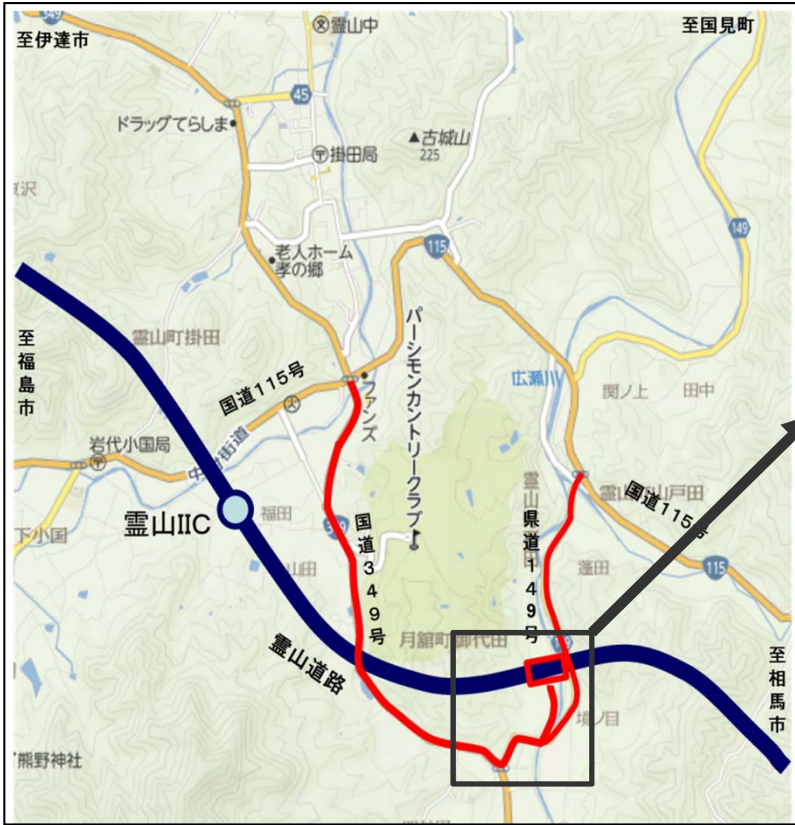 349
至伊達市
霊山中
至国見町
45
ドラッグてらしま
▲古城山
225
掛田局
149
115
老人ホーム
孝の郷
霊山町掛田
至福島市
国道115号
ファンズ
パーシモンカントリークラブ
広瀬川
関ノ上
田中
岩代小国局
中村街道
霊山IIC
福田
下小国
山田
国道349号
県道149号
国道115号
蓬田
115
月舘町御代田
霊山道路
至相馬市
境ノ目
熊野神社